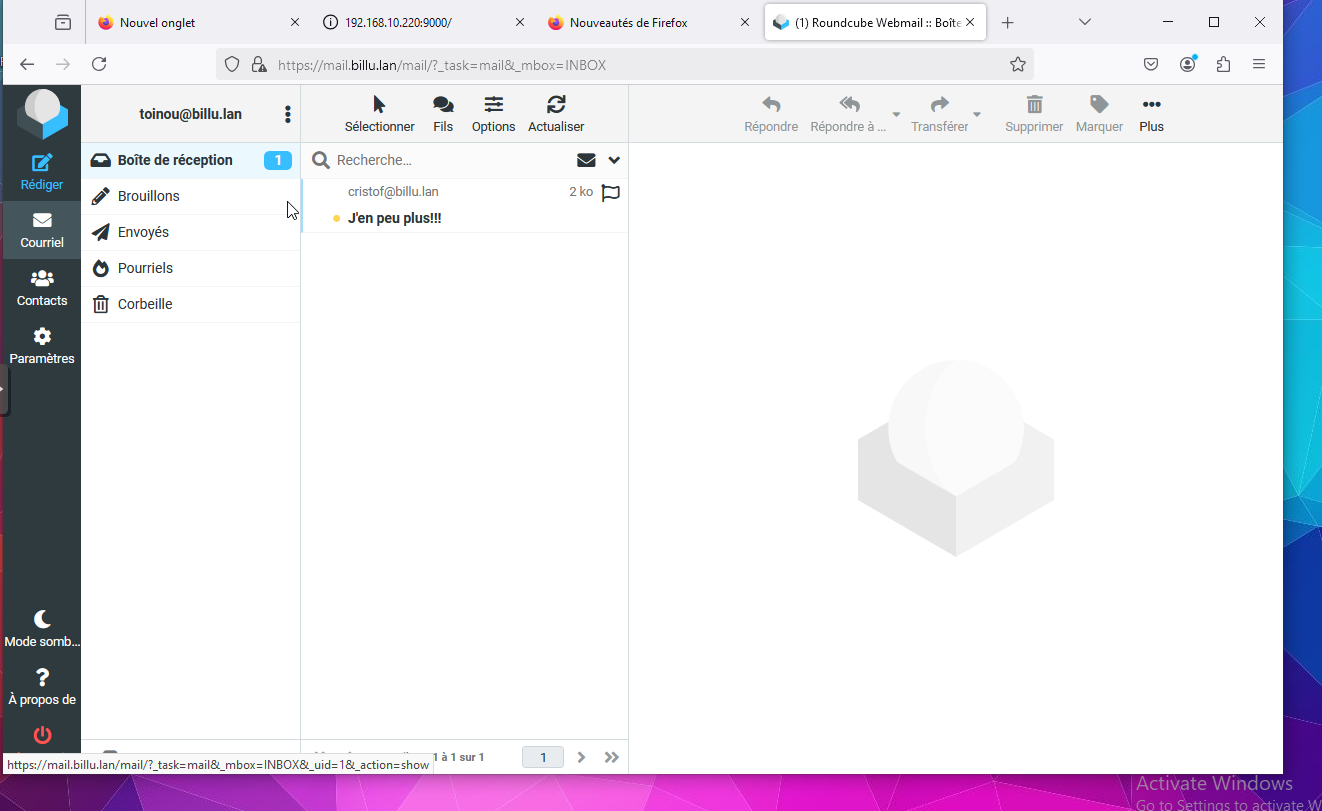 Nouvel onglet
192.168.10.220:9000/
Nouveautés de Firefox
(1) Roundcube Webmail :: Boîte
https://mail.billu.lan/mail/?_task=mail&_mbox=INBOX
toinou@billu.lan
Sélectionner
Fils
Options
Actualiser
Répondre
Répondre à ...
Transférer
Supprimer
Marquer
Plus
Rédiger
Courriel
Contacts
Paramètres
Mode somb...
À propos de
Boîte de réception
1
Brouillons
Envoyés
Pourriels
Corbeille
Recherche...
cristof@billu.lan
2 ko
J'en peu plus!!!
1 à 1 sur 1
1
https://mail.billu.lan/mail/?_task=mail&_mbox=INBOX&_uid=1&_action=show
Activate Windows
Go to Settings to activate W